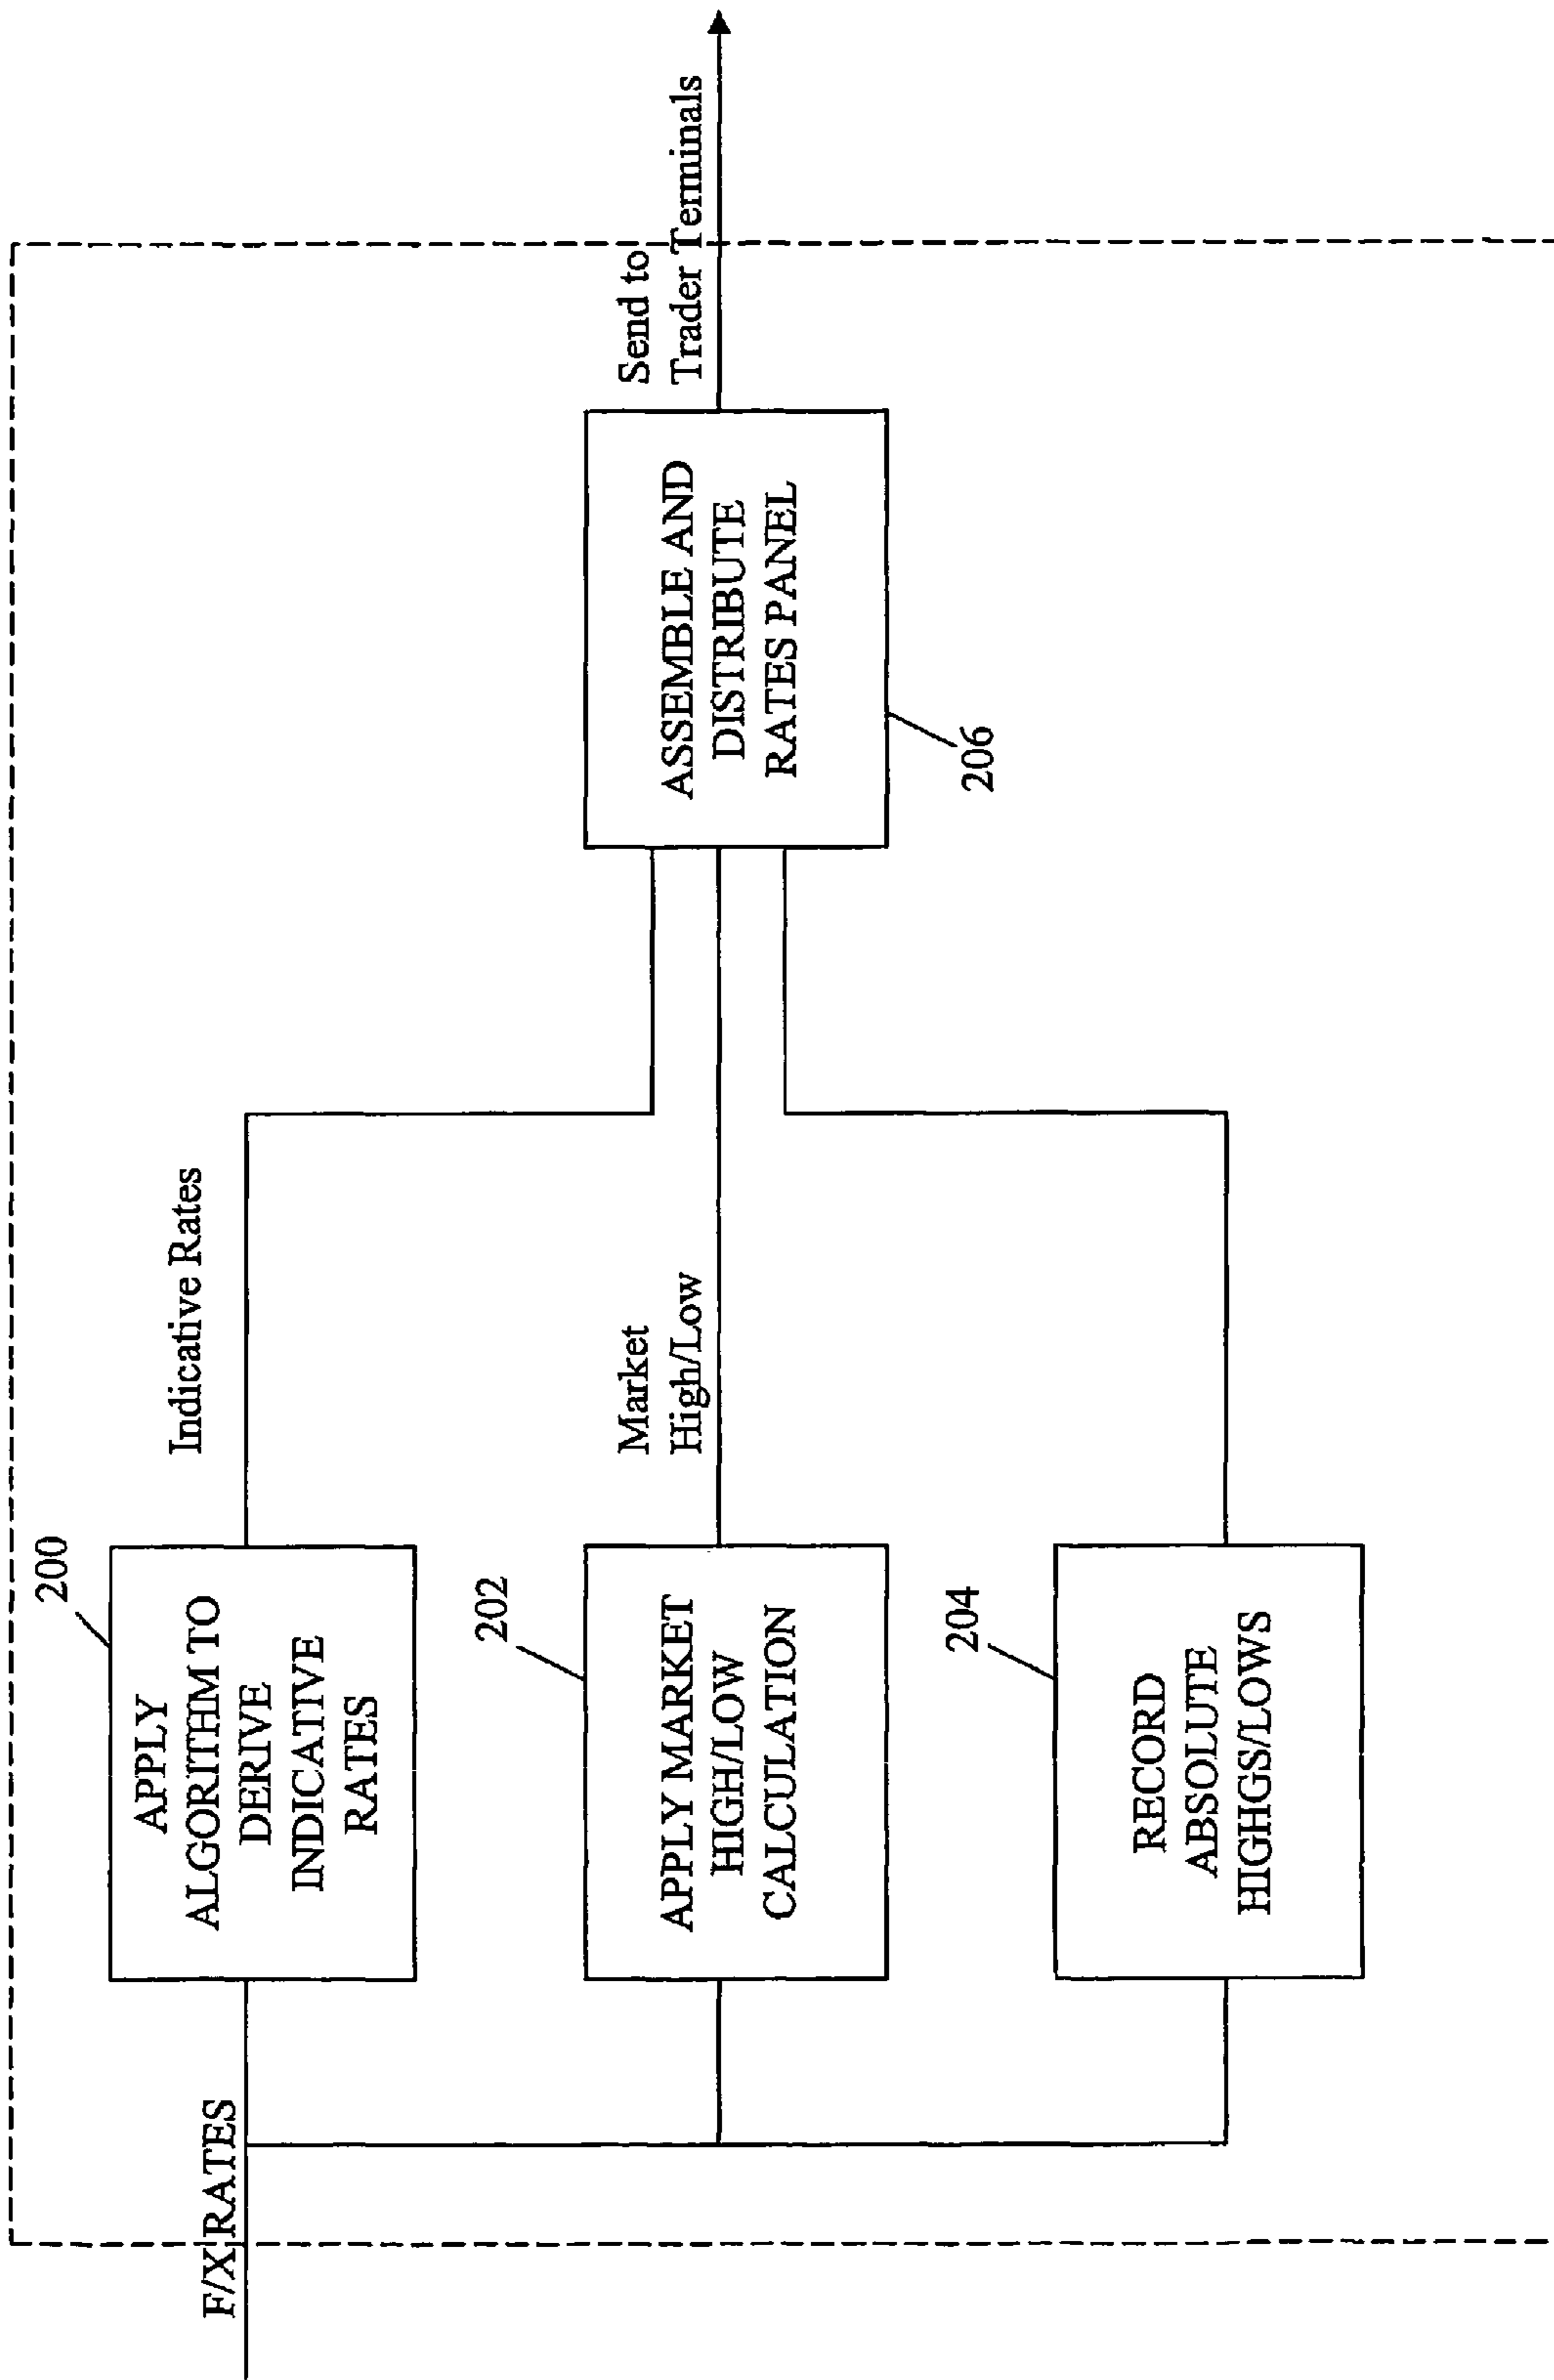 F/X RATES
200
APPLY
ALGORITHM TO
DERIVE
INDICATIVE
RATES
Indicative Rates
202
APPLY MARKET
HIGH/LOW
CALCULATION
Market
High/Low
204
RECORD
ABSOLUTE
HIGHGS/LOWS
ASSEMBLE AND
DISTRIBUTE
RATES PANEL
206
Send to
Trader Terminals